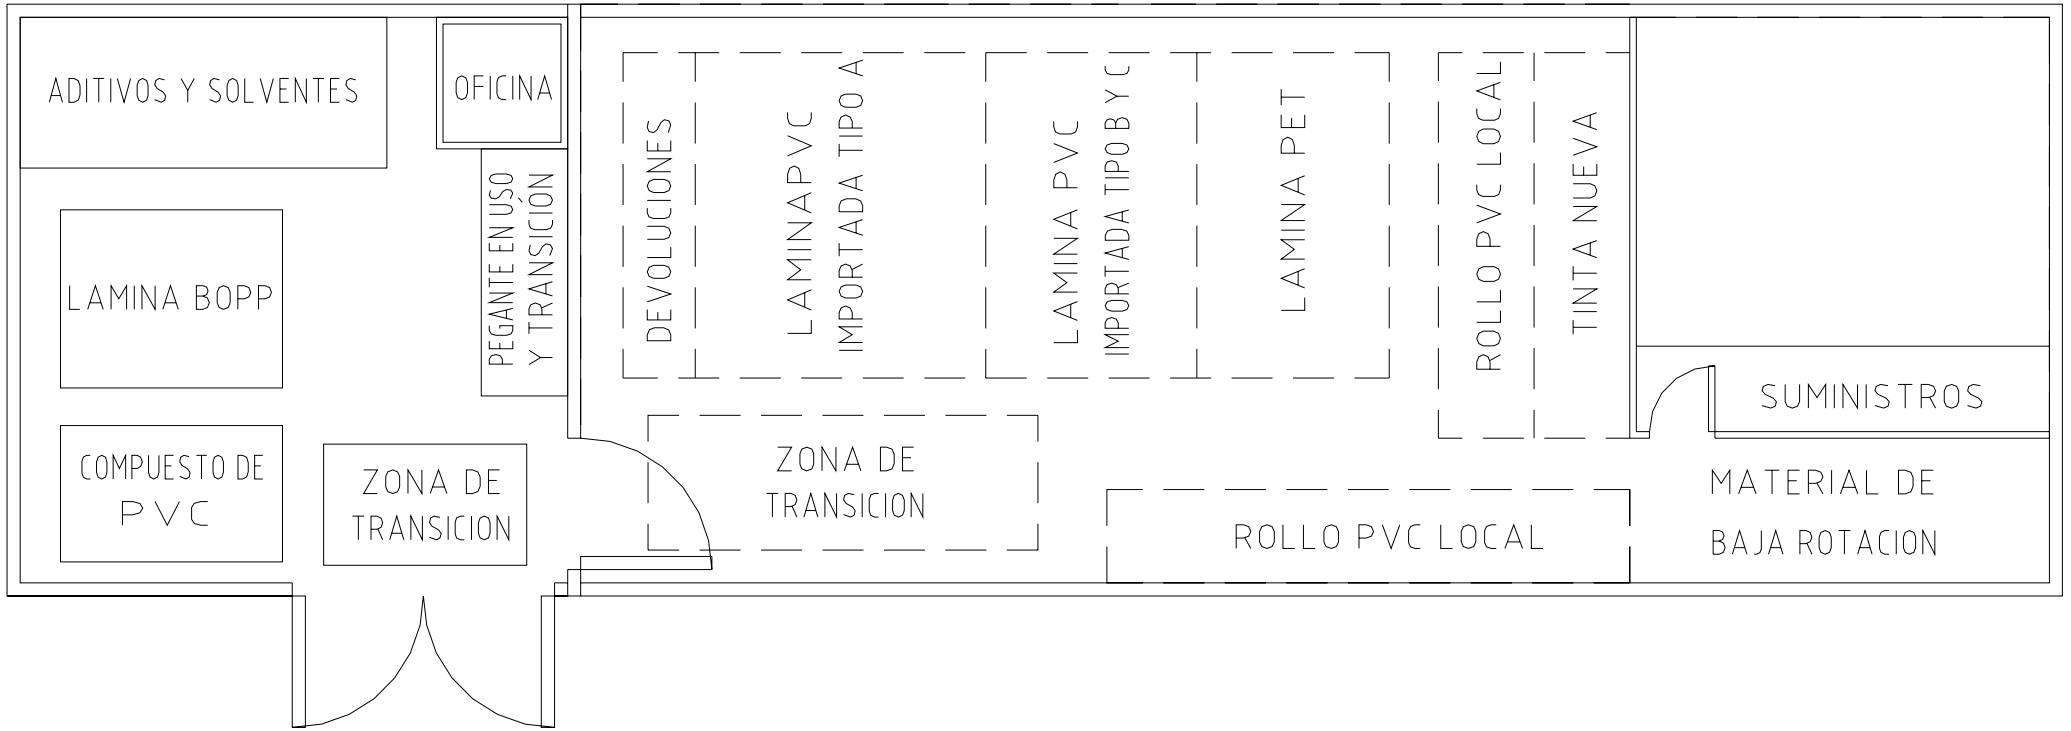 ADITIVOS Y SOLVENTES
OFICINA
PEGANTE EN USO
Y TRANSICIÓN
LAMINA BOPP
COMPUESTO DE
PVC
ZONA DE
TRANSICION
DEVOLUCIONES
LAMINA PVC
IMPORTADA TIPO A
LAMINA PVC
IMPORTADA TIPO B Y C
LAMINA PET
ROLLO PVC LOCAL
TINTA NUEVA
ZONA DE
TRANSICION
ROLLO PVC LOCAL
SUMINISTROS
MATERIAL DE
BAJA ROTACION